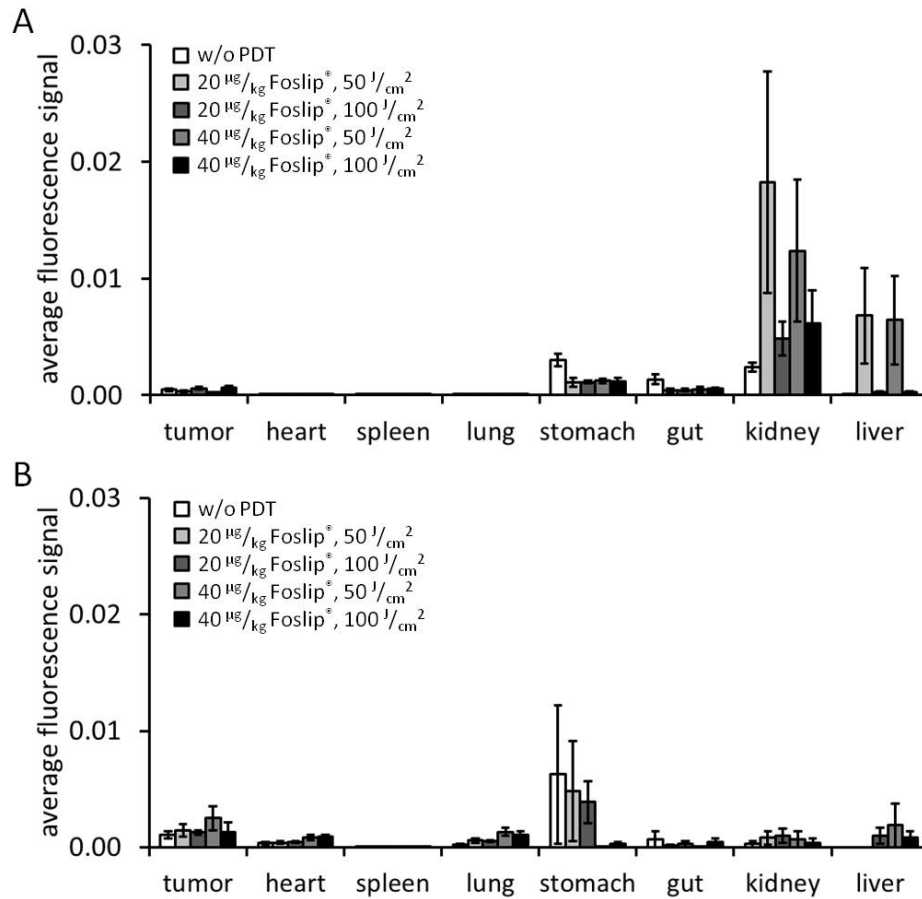 A
0.03
w/o PDT
20 µg/kg Foslip®, 50 J/cm²
20 µg/kg Foslip®, 100 J/cm²
40 µg/kg Foslip®, 50 J/cm²
40 µg/kg Foslip®, 100 J/cm²
0.02
0.01
0.00
average fluorescence signal
tumor heart spleen lung stomach gut kidney liver
B
0.03
w/o PDT
20 µg/kg Foslip®, 50 J/cm²
20 µg/kg Foslip®, 100 J/cm²
40 µg/kg Foslip®, 50 J/cm²
40 µg/kg Foslip®, 100 J/cm²
0.02
0.01
0.00
average fluorescence signal
tumor heart spleen lung stomach gut kidney liver